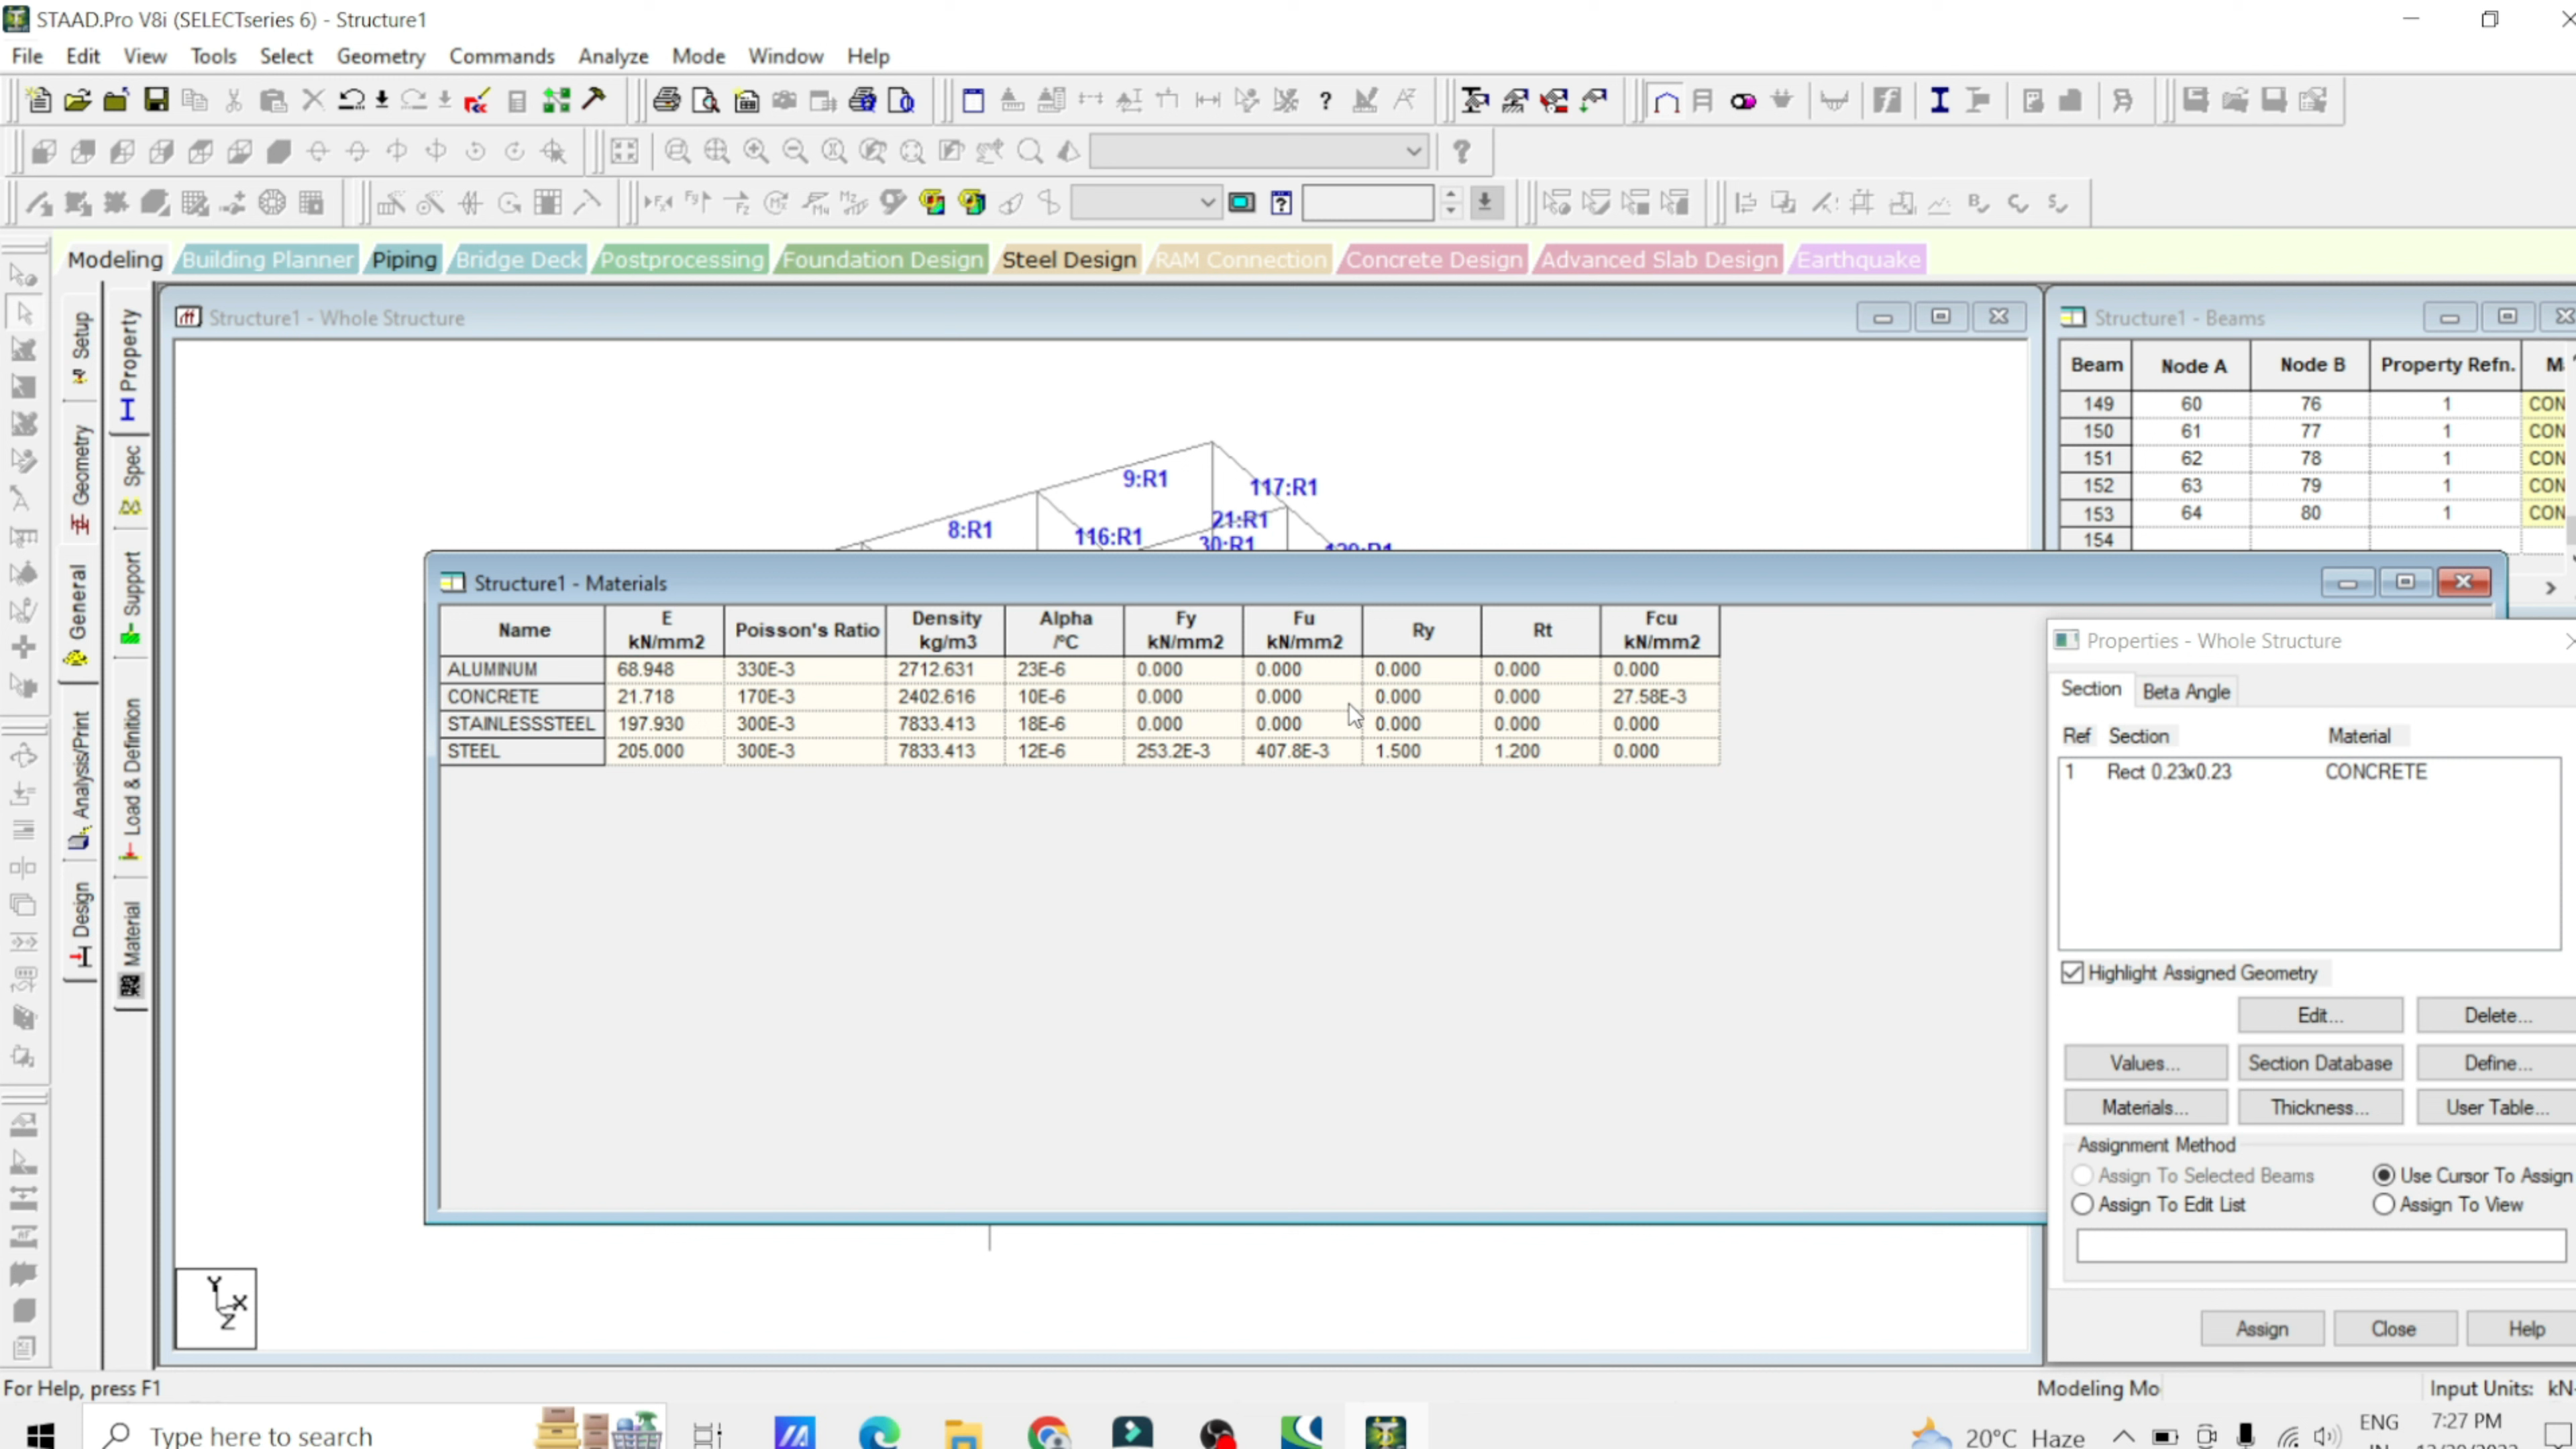 STAAD.Pro V8i (SELECTseries 6) - Structure1
File Edit View Tools Select Geometry Commands Analyze Mode Window Help
Modeling Building Planner Piping Bridge Deck Postprocessing Foundation Design Steel Design RAM Connection Concrete Design Advanced Slab Design Earthquake
Setup
Geometry
General
Analysis/Print
Design
Property
Spec
Support
Load & Definition
Material
Structure1 - Whole Structure
9:R1
117:R1
8:R1
116:R1
21:R1
30:R1
Structure1 - Beams
Beam Node A Node B Property Refn.
149 60 76 1 CON
150 61 77 1 CON
151 62 78 1 CON
152 63 79 1 CON
153 64 80 1 CON
154
Structure1 - Materials
Name E kN/mm2 Poisson's Ratio Density kg/m3 Alpha /°C Fy kN/mm2 Fu kN/mm2 Ry Rt Fcu kN/mm2
ALUMINUM 68.948 330E-3 2712.631 23E-6 0.000 0.000 0.000 0.000 0.000
CONCRETE 21.718 170E-3 2402.616 10E-6 0.000 0.000 0.000 0.000 27.58E-3
STAINLESSSTEEL 197.930 300E-3 7833.413 18E-6 0.000 0.000 0.000 0.000 0.000
STEEL 205.000 300E-3 7833.413 12E-6 253.2E-3 407.8E-3 1.500 1.200 0.000
Properties - Whole Structure
Section Beta Angle
Ref Section Material
1 Rect 0.23x0.23 CONCRETE
Highlight Assigned Geometry
Edit... Delete...
Values... Section Database Define...
Materials... Thickness... User Table...
Assignment Method
Assign To Selected Beams Use Cursor To Assign
Assign To Edit List Assign To View
Assign Close Help
Y
X
Z
For Help, press F1
Modeling Mo
Input Units: kN
Type here to search
20°C Haze
ENG
7:27 PM